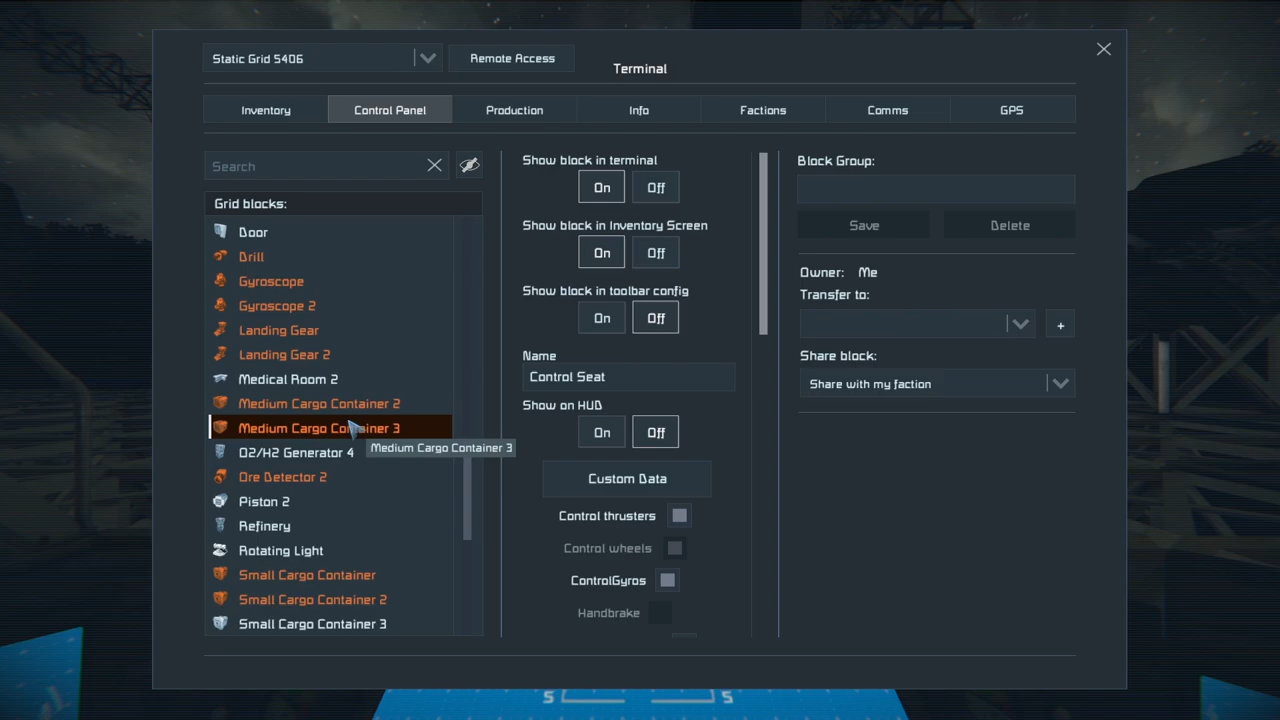 Static Grid 5406
Remote Access
Terminal
Inventory
Control Panel
Production
Info
Factions
Comms
GPS
Search
Grid blocks:
Door
Drill
Gyroscope
Gyroscope 2
Landing Gear
Landing Gear 2
Medical Room 2
Medium Cargo Container 2
Medium Cargo Container 3
Medium Cargo Container 3
O2/H2 Generator 4
Ore Detector 2
Piston 2
Refinery
Rotating Light
Small Cargo Container
Small Cargo Container 2
Small Cargo Container 3
Show block in terminal
On Off
Show block in Inventory Screen
On Off
Show block in toolbar config
On Off
Name
Control Seat
Show on HUD
On Off
Custom Data
Control thrusters
Control wheels
ControlGyros
Handbrake
Block Group:
Save Delete
Owner: Me
Transfer to:
+
Share block:
Share with my faction
5 5